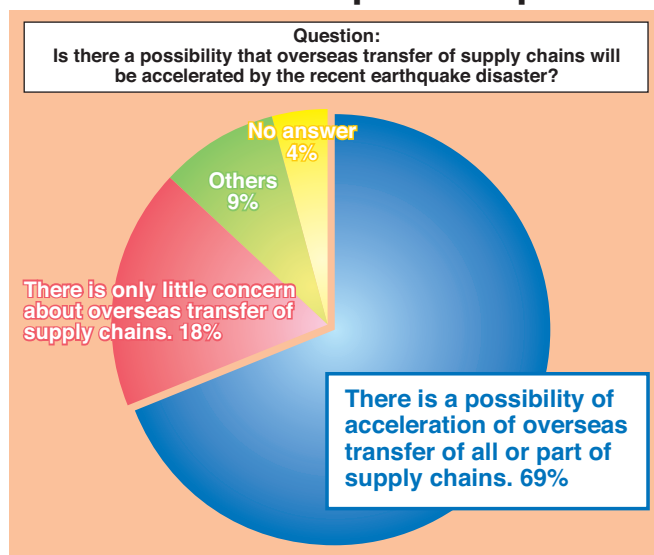 Question:
Is there a possibility that overseas transfer of supply chains will
be accelerated by the recent earthquake disaster?
No answer
4%
Others
9%
There is only little concern
about overseas transfer of
supply chains. 18%
There is a possibility of
acceleration of overseas
transfer of all or part of
supply chains. 69%